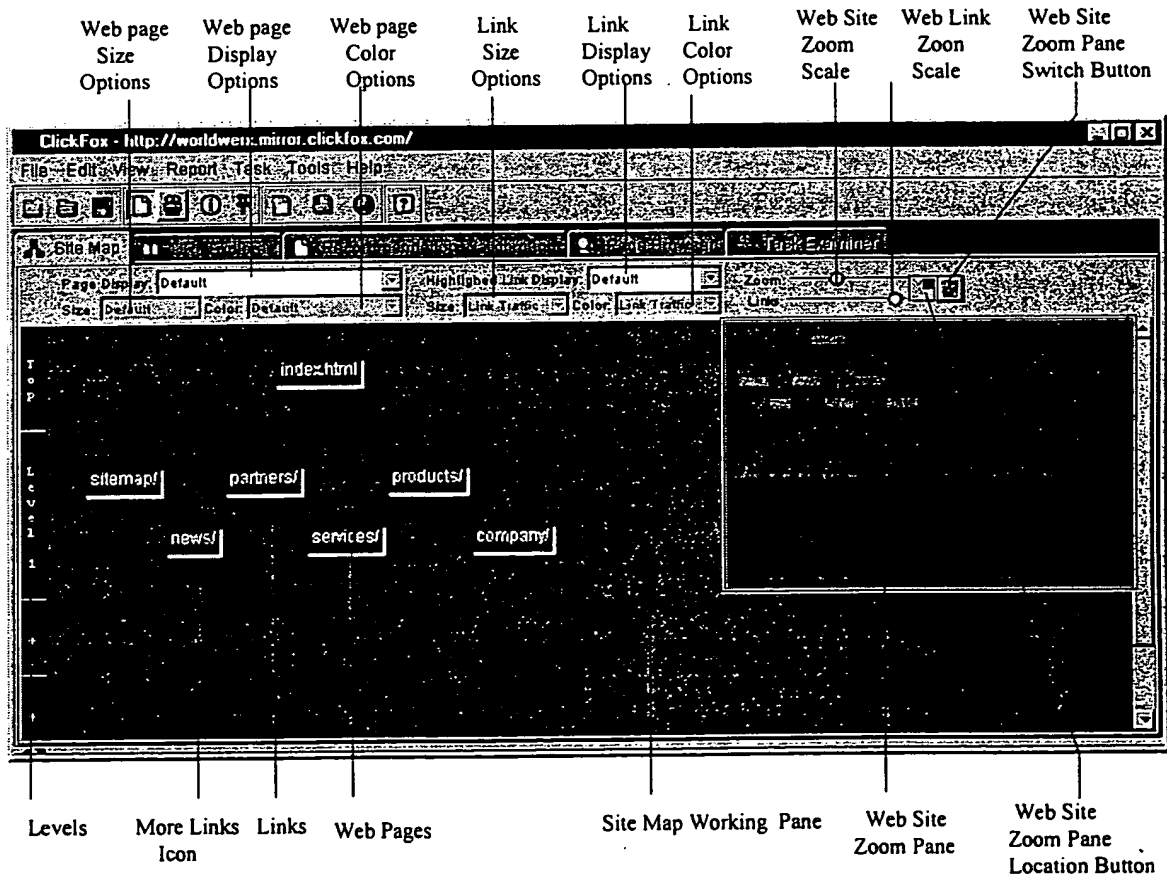 Web page
Size
Options
Web page
Display
Options
Web page
Color
Options
Link
Size
Options
Link
Display
Options
Link
Color
Options
Web Site
Zoom
Scale
Web Link
Zoon
Scale
Web Site
Zoom Pane
Switch Button
ClickFox - http://worldwerx.mirror.clickfox.com/
File Edit View Report Task Tools Help
Site Map
Task Examiner
Page Display: Default
Highlighted Link Display: Default
Zoom
Size: Default Color: Default
Size: Link Traffic Color: Link Traffic
Links
Top
index.html
Level 1
sitemap/ partners/ products/
news/ services/ company/
+
+
Levels
More Links
Icon
Links
Web Pages
Site Map Working Pane
Web Site
Zoom Pane
Web Site
Zoom Pane
Location Button